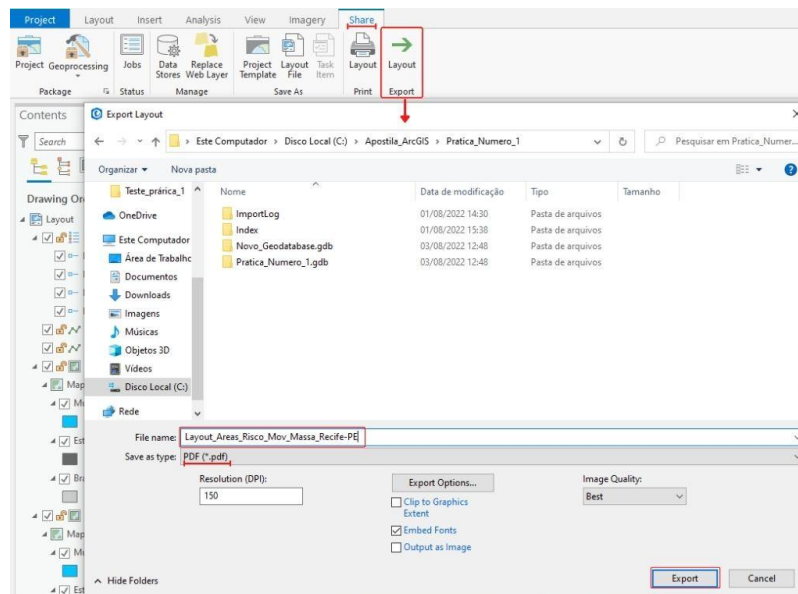 Project Layout Insert Analysis View Imagery Share
Project Geoprocessing Jobs Data Stores Replace Web Layer Project Template Layout File Task Item Layout Layout
Package Status Manage Save As Print Export
Contents
Search
Drawing Or
Layout
Map
Mu
Est
Bra
Map
Mu
Est
Export Layout
Este Computador > Disco Local (C:) > Apostila_ArcGIS > Pratica_Numero_1
Pesquisar em Pratica_Numer...
Organizar Nova pasta
Nome Data de modificação Tipo Tamanho
Teste_prárica_1
OneDrive
Este Computador
Área de Trabalho
Documentos
Downloads
Imagens
Músicas
Objetos 3D
Vídeos
Disco Local (C:)
Rede
ImportLog 01/08/2022 14:30 Pasta de arquivos
Index 01/08/2022 15:38 Pasta de arquivos
Novo_Geodatabase.gdb 03/08/2022 12:48 Pasta de arquivos
Pratica_Numero_1.gdb 03/08/2022 12:48 Pasta de arquivos
File name: Layout_Areas_Risco_Mov_Massa_Recife-PE
Save as type: PDF (*.pdf)
Resolution (DPI):
150
Export Options...
Clip to Graphics
Extent
Embed Fonts
Output as Image
Image Quality:
Best
Hide Folders
Export Cancel